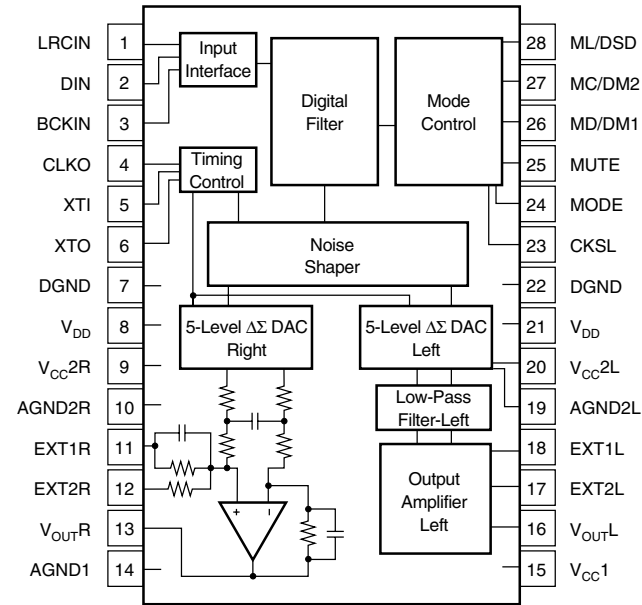 LRCIN 1
DIN 2
BCKIN 3
CLKO 4
XTI 5
XTO 6
DGND 7
VDD 8
VCC2R 9
AGND2R 10
EXT1R 11
EXT2R 12
VOUTR 13
AGND1 14
Input
Interface
Digital
Filter
Mode
Control
Timing
Control
Noise
Shaper
5-Level ΔΣ DAC
Right
5-Level ΔΣ DAC
Left
Low-Pass
Filter-Left
Output
Amplifier
Left
+ –
28 ML/DSD
27 MC/DM2
26 MD/DM1
25 MUTE
24 MODE
23 CKSL
22 DGND
21 VDD
20 VCC2L
19 AGND2L
18 EXT1L
17 EXT2L
16 VOUTL
15 VCC1